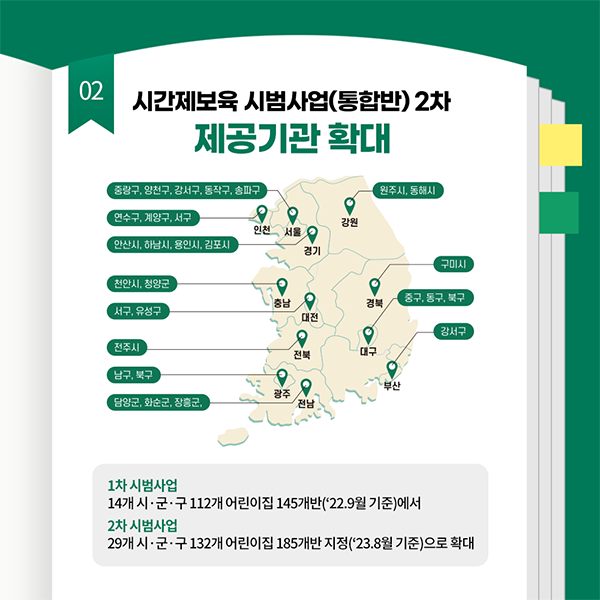 02
시간제보육 시범사업(통합반) 2차
제공기관 확대
중랑구, 양천구, 강서구, 동작구, 송파구
원주시, 동해시
연수구, 계양구, 서구
인천
서울
강원
안산시, 하남시, 용인시, 김포시
경기
구미시
천안시, 청양군
충남
경북
중구, 동구, 북구
서구, 유성구
대전
강서구
전주시
전북
대구
남구, 북구
광주
부산
담양군, 화순군, 장흥군,
전남
1차 시범사업
14개 시·군·구 112개 어린이집 145개반(‘22.9월 기준)에서
2차 시범사업
29개 시·군·구 132개 어린이집 185개반 지정(‘23.8월 기준)으로 확대